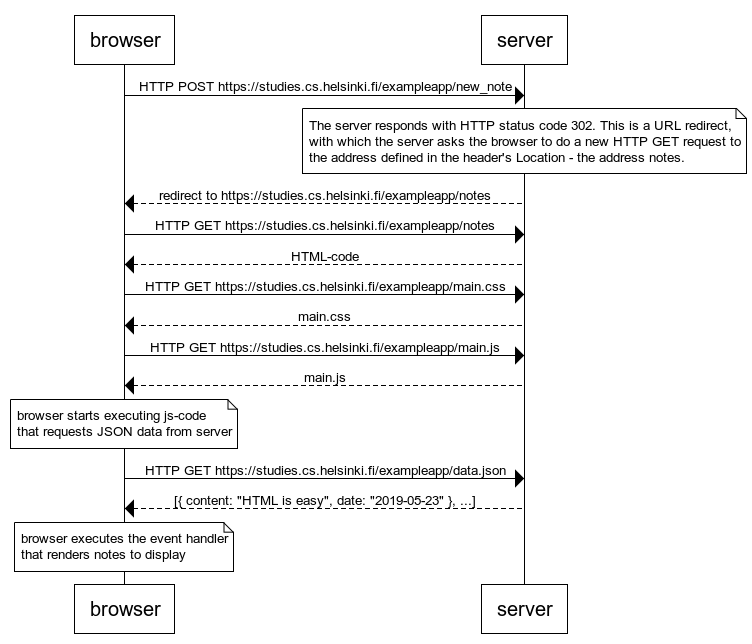 browser
server
HTTP POST https://studies.cs.helsinki.fi/exampleapp/new_note
The server responds with HTTP status code 302. This is a URL redirect,
with which the server asks the browser to do a new HTTP GET request to
the address defined in the header's Location - the address notes.
redirect to https://studies.cs.helsinki.fi/exampleapp/notes
HTTP GET https://studies.cs.helsinki.fi/exampleapp/notes
HTML-code
HTTP GET https://studies.cs.helsinki.fi/exampleapp/main.css
main.css
HTTP GET https://studies.cs.helsinki.fi/exampleapp/main.js
main.js
browser starts executing js-code
that requests JSON data from server
HTTP GET https://studies.cs.helsinki.fi/exampleapp/data.json
[{ content: "HTML is easy", date: "2019-05-23" }, ...]
browser executes the event handler
that renders notes to display
browser
server